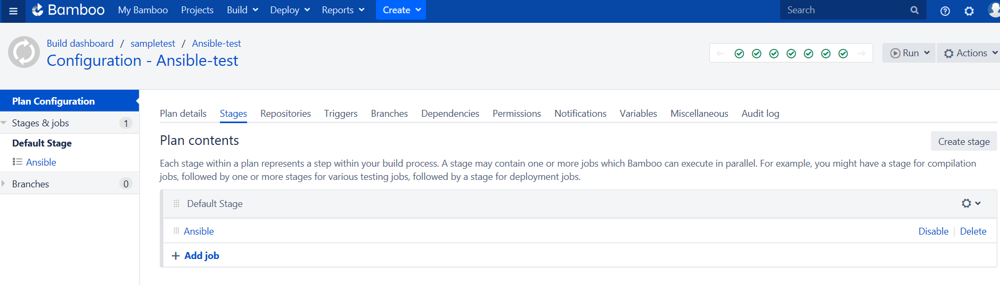 Bamboo My Bamboo Projects Build Deploy Reports Create Search
Build dashboard / sampletest / Ansible-test
Configuration - Ansible-test
Run Actions
Plan Configuration
Stages & jobs 1
Default Stage
Ansible
Branches 0
Plan details Stages Repositories Triggers Branches Dependencies Permissions Notifications Variables Miscellaneous Audit log
Plan contents
Create stage
Each stage within a plan represents a step within your build process. A stage may contain one or more jobs which Bamboo can execute in parallel. For example, you might have a stage for compilation
jobs, followed by one or more stages for various testing jobs, followed by a stage for deployment jobs.
Default Stage
Ansible Disable | Delete
+ Add job